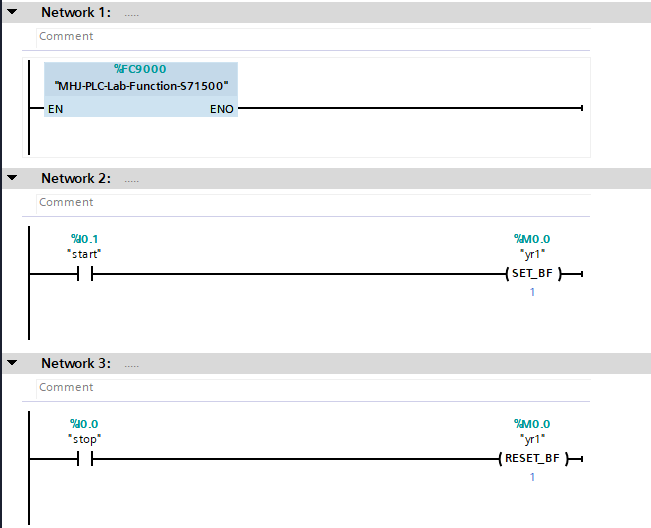 Network 1: .....
Comment
%FC9000
"MHJ-PLC-Lab-Function-S71500"
EN ENO
Network 2: .....
Comment
%I0.1 %M0.0
"start" "yr1"
SET_BF
1
Network 3: .....
Comment
%I0.0 %M0.0
"stop" "yr1"
RESET_BF
1